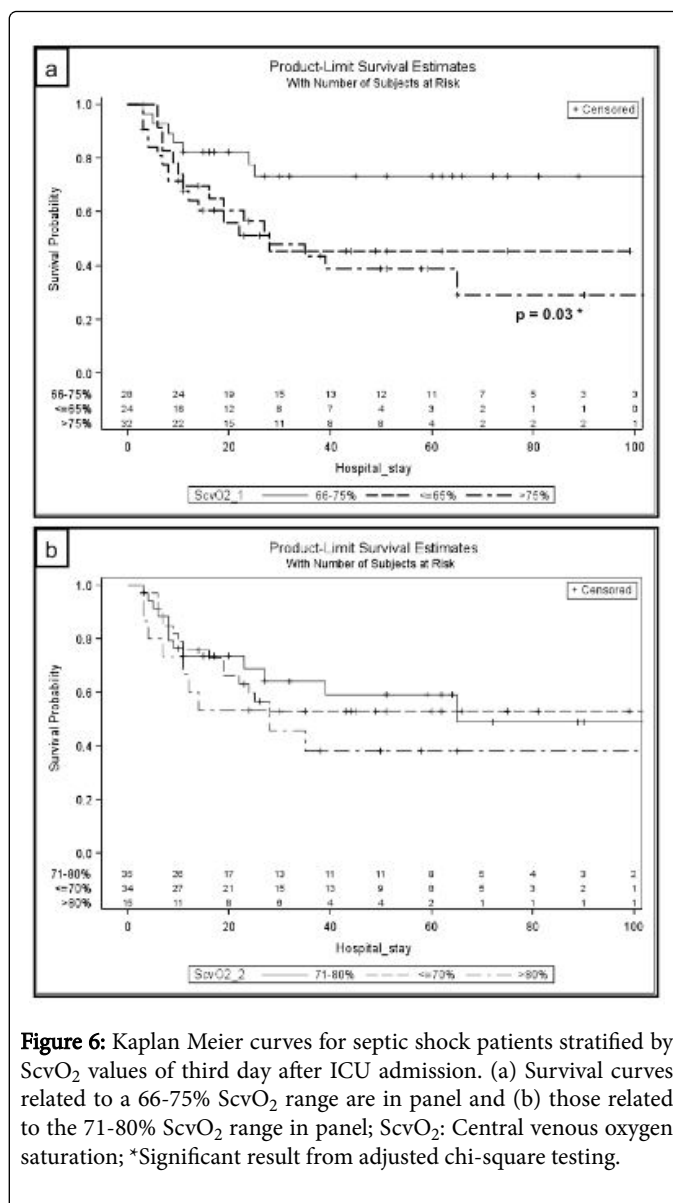 a
Product-Limit Survival Estimates
With Number of Subjects at Risk
+ Censored
1.0
0.8
0.6
0.4
0.2
0.0
Survival Probability
p = 0.03 *
66-75% 28 24 19 15 13 12 11 7 5 3 3
<=65% 24 16 12 8 7 4 3 2 1 1 0
>75% 32 22 15 11 8 8 4 2 2 2 1
0 20 40 60 80 100
Hospital_stay
ScvO2_1 66-75% <=65% >75%
b
Product-Limit Survival Estimates
With Number of Subjects at Risk
+ Censored
1.0
0.8
0.6
0.4
0.2
0.0
Survival Probability
71-80% 35 26 17 13 11 11 8 5 4 3 2
<=70% 34 27 21 15 13 9 8 5 3 2 1
>80% 15 11 8 6 4 4 2 1 1 1 1
0 20 40 60 80 100
Hospital_stay
ScvO2_2 71-80% <=70% >80%
Figure 6: Kaplan Meier curves for septic shock patients stratified by
ScvO₂ values of third day after ICU admission. (a) Survival curves
related to a 66-75% ScvO₂ range are in panel and (b) those related
to the 71-80% ScvO₂ range in panel; ScvO₂: Central venous oxygen
saturation; *Significant result from adjusted chi-square testing.